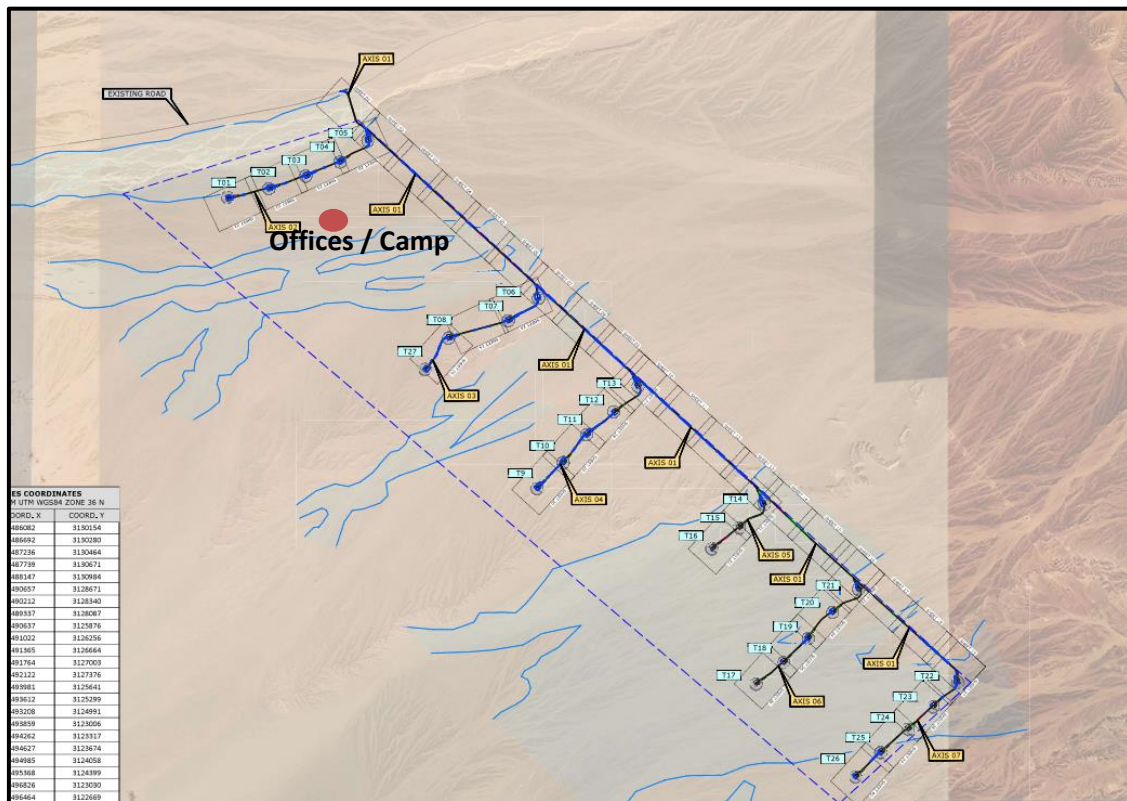 AXIS 01
EXISTING ROAD
T05
T04
T03
T02
T01
AXIS 01
Offices / Camp
T06
T07
T08
AXIS 01
T27
T13
AXIS 03
T12
T11
T10
AXIS 01
T9
AXIS 04
T14
T15
T16
AXIS 05
AXIS 01
T21
T20
T19
T18
AXIS 01
T17
T22
AXIS 06
T23
T24
T25
AXIS 07
T26
ES COORDINATES
M UTM WGS84 ZONE 36 N
OORD. X COORD. Y
486082 3130154
486692 3130280
487236 3130464
487739 3130671
488147 3130984
490657 3128671
490212 3128340
489337 3128087
490637 3125876
491022 3126256
491365 3126664
491764 3127003
492122 3127376
493981 3125641
493612 3125299
493208 3124991
493859 3123006
494262 3123317
494627 3123674
494985 3124058
495368 3124399
496826 3123030
496464 3122669